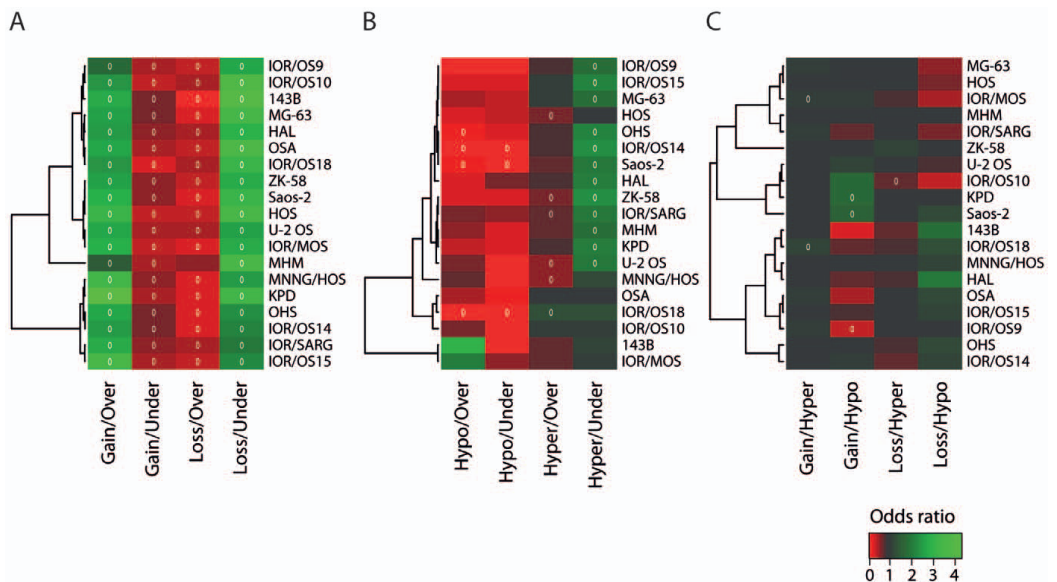 A
IOR/OS9
IOR/OS10
143B
MG-63
HAL
OSA
IOR/OS18
ZK-58
Saos-2
HOS
U-2 OS
IOR/MOS
MHM
MNNG/HOS
KPD
OHS
IOR/OS14
IOR/SARG
IOR/OS15
Gain/Over
Gain/Under
Loss/Over
Loss/Under
B
IOR/OS9
IOR/OS15
MG-63
HOS
OHS
IOR/OS14
Saos-2
HAL
ZK-58
IOR/SARG
MHM
KPD
U-2 OS
MNNG/HOS
OSA
IOR/OS18
IOR/OS10
143B
IOR/MOS
Hypo/Over
Hypo/Under
Hyper/Over
Hyper/Under
C
MG-63
HOS
IOR/MOS
MHM
IOR/SARG
ZK-58
U-2 OS
IOR/OS10
KPD
Saos-2
143B
IOR/OS18
MNNG/HOS
HAL
OSA
IOR/OS15
IOR/OS9
OHS
IOR/OS14
Gain/Hyper
Gain/Hypo
Loss/Hyper
Loss/Hypo
Odds ratio
0 1 2 3 4